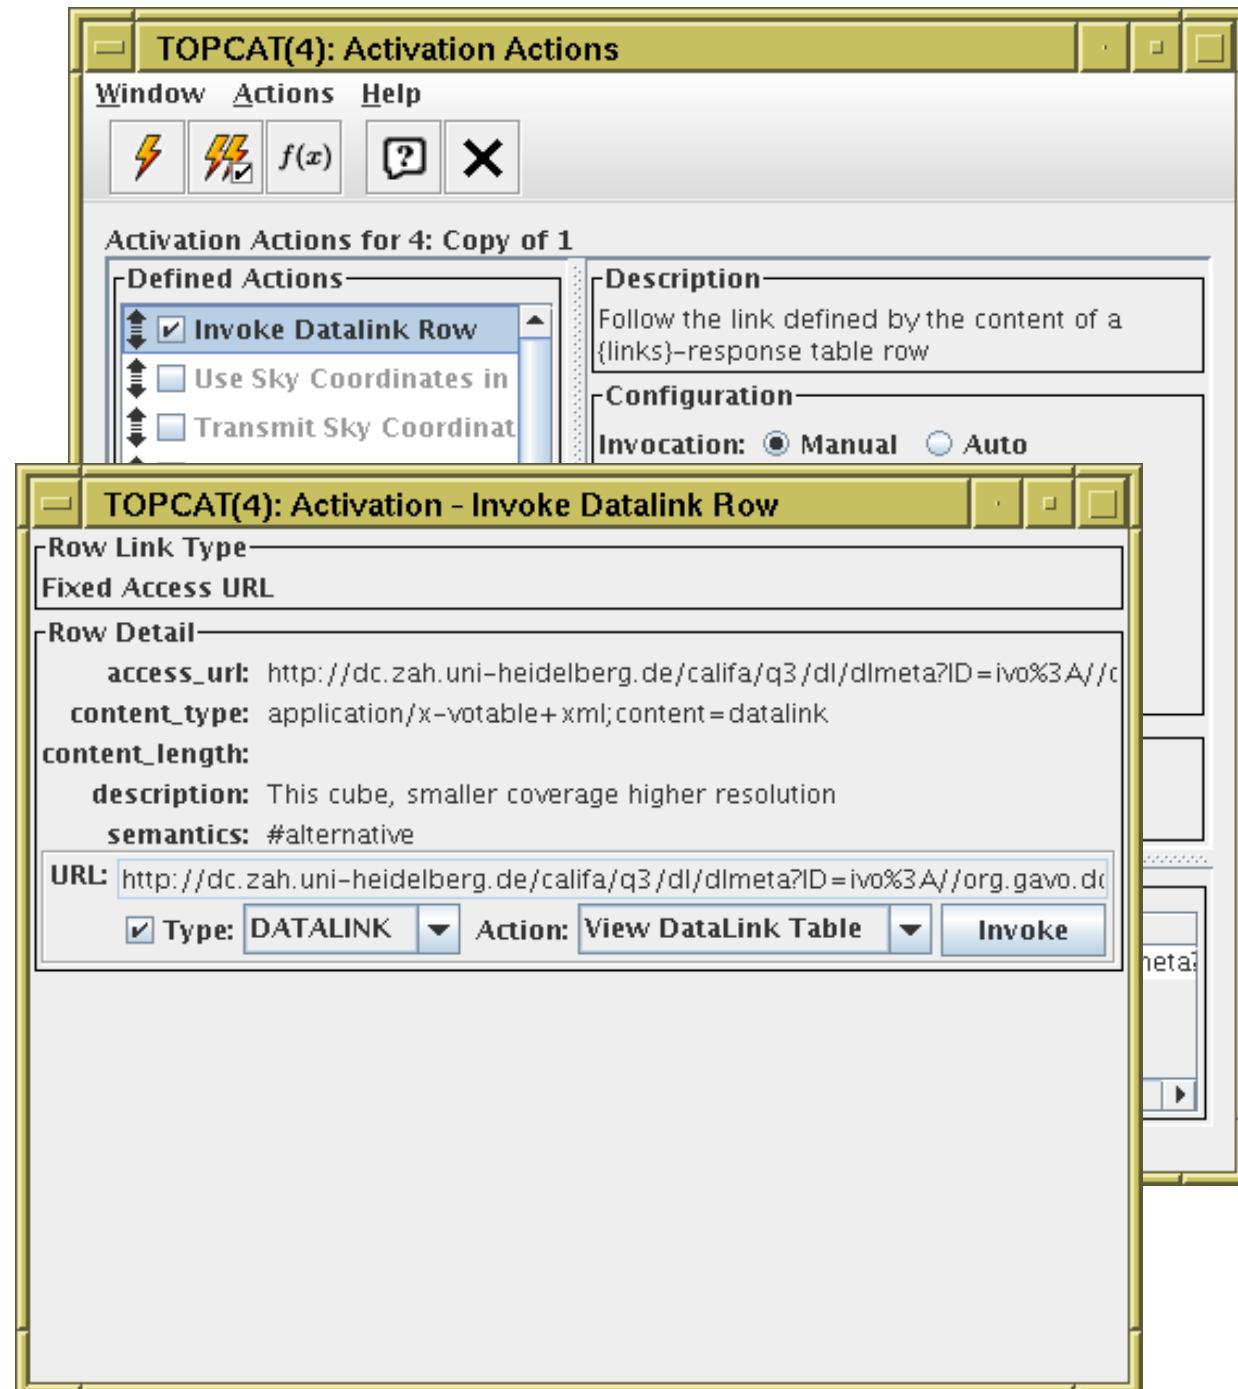 TOPCAT(4): Activation Actions
Window Actions Help
f(x)
Activation Actions for 4: Copy of 1
Defined Actions
Invoke Datalink Row
Use Sky Coordinates in
Transmit Sky Coordinat
Description
Follow the link defined by the content of a
{links}-response table row
Configuration
Invocation: Manual Auto
TOPCAT(4): Activation - Invoke Datalink Row
Row Link Type
Fixed Access URL
Row Detail
access_url: http://dc.zah.uni-heidelberg.de/califa/q3/dl/dlmeta?ID=ivo%3A//
content_type: application/x-votable+xml;content=datalink
content_length:
description: This cube, smaller coverage higher resolution
semantics: #alternative
URL: http://dc.zah.uni-heidelberg.de/califa/q3/dl/dlmeta?ID=ivo%3A//org.gavo.dc
Type: DATALINK Action: View DataLink Table Invoke